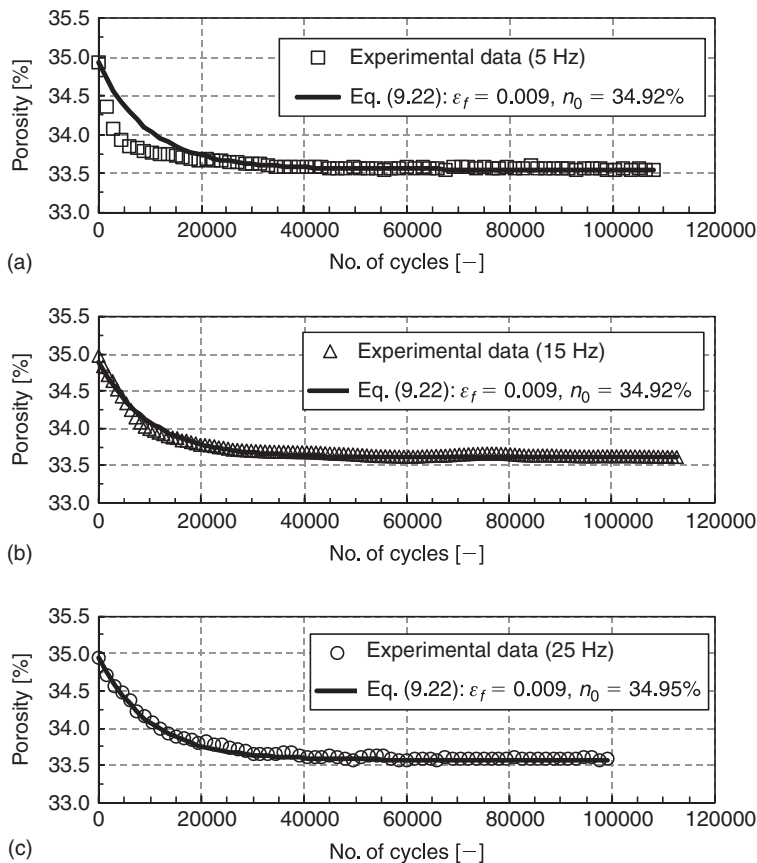 35.5
35.0
34.5
34.0
33.5
33.0
Porosity [%]
Experimental data (5 Hz)
Eq. (9.22): εf = 0.009, n0 = 34.92%
0 20000 40000 60000 80000 100000 120000
No. of cycles [−]
(a)
35.5
35.0
34.5
34.0
33.5
33.0
Porosity [%]
Experimental data (15 Hz)
Eq. (9.22): εf = 0.009, n0 = 34.92%
0 20000 40000 60000 80000 100000 120000
No. of cycles [−]
(b)
35.5
35.0
34.5
34.0
33.5
33.0
Porosity [%]
Experimental data (25 Hz)
Eq. (9.22): εf = 0.009, n0 = 34.95%
0 20000 40000 60000 80000 100000 120000
No. of cycles [−]
(c)